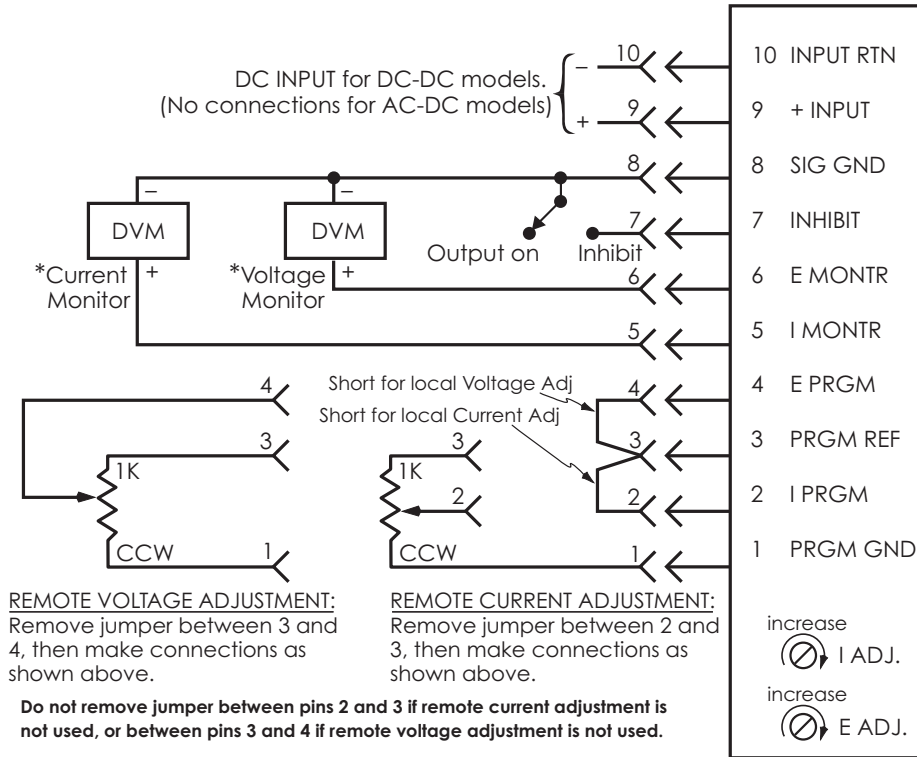 DC INPUT for DC-DC models.
(No connections for AC-DC models)
–
+
10
9
10 INPUT RTN
9 + INPUT
8
8 SIG GND
–
DVM
+
*Current
Monitor
–
DVM
+
*Voltage
Monitor
Output on
Inhibit
7
7 INHIBIT
6
6 E MONTR
5
5 I MONTR
Short for local Voltage Adj
Short for local Current Adj
4
4 E PRGM
3
3 PRGM REF
2
2 I PRGM
1
1 PRGM GND
4
3
1K
CCW
1
3
1K
2
CCW
REMOTE VOLTAGE ADJUSTMENT:
Remove jumper between 3 and
4, then make connections as
shown above.
REMOTE CURRENT ADJUSTMENT:
Remove jumper between 2 and
3, then make connections as
shown above.
Do not remove jumper between pins 2 and 3 if remote current adjustment is
not used, or between pins 3 and 4 if remote voltage adjustment is not used.
increase
I ADJ.
increase
E ADJ.